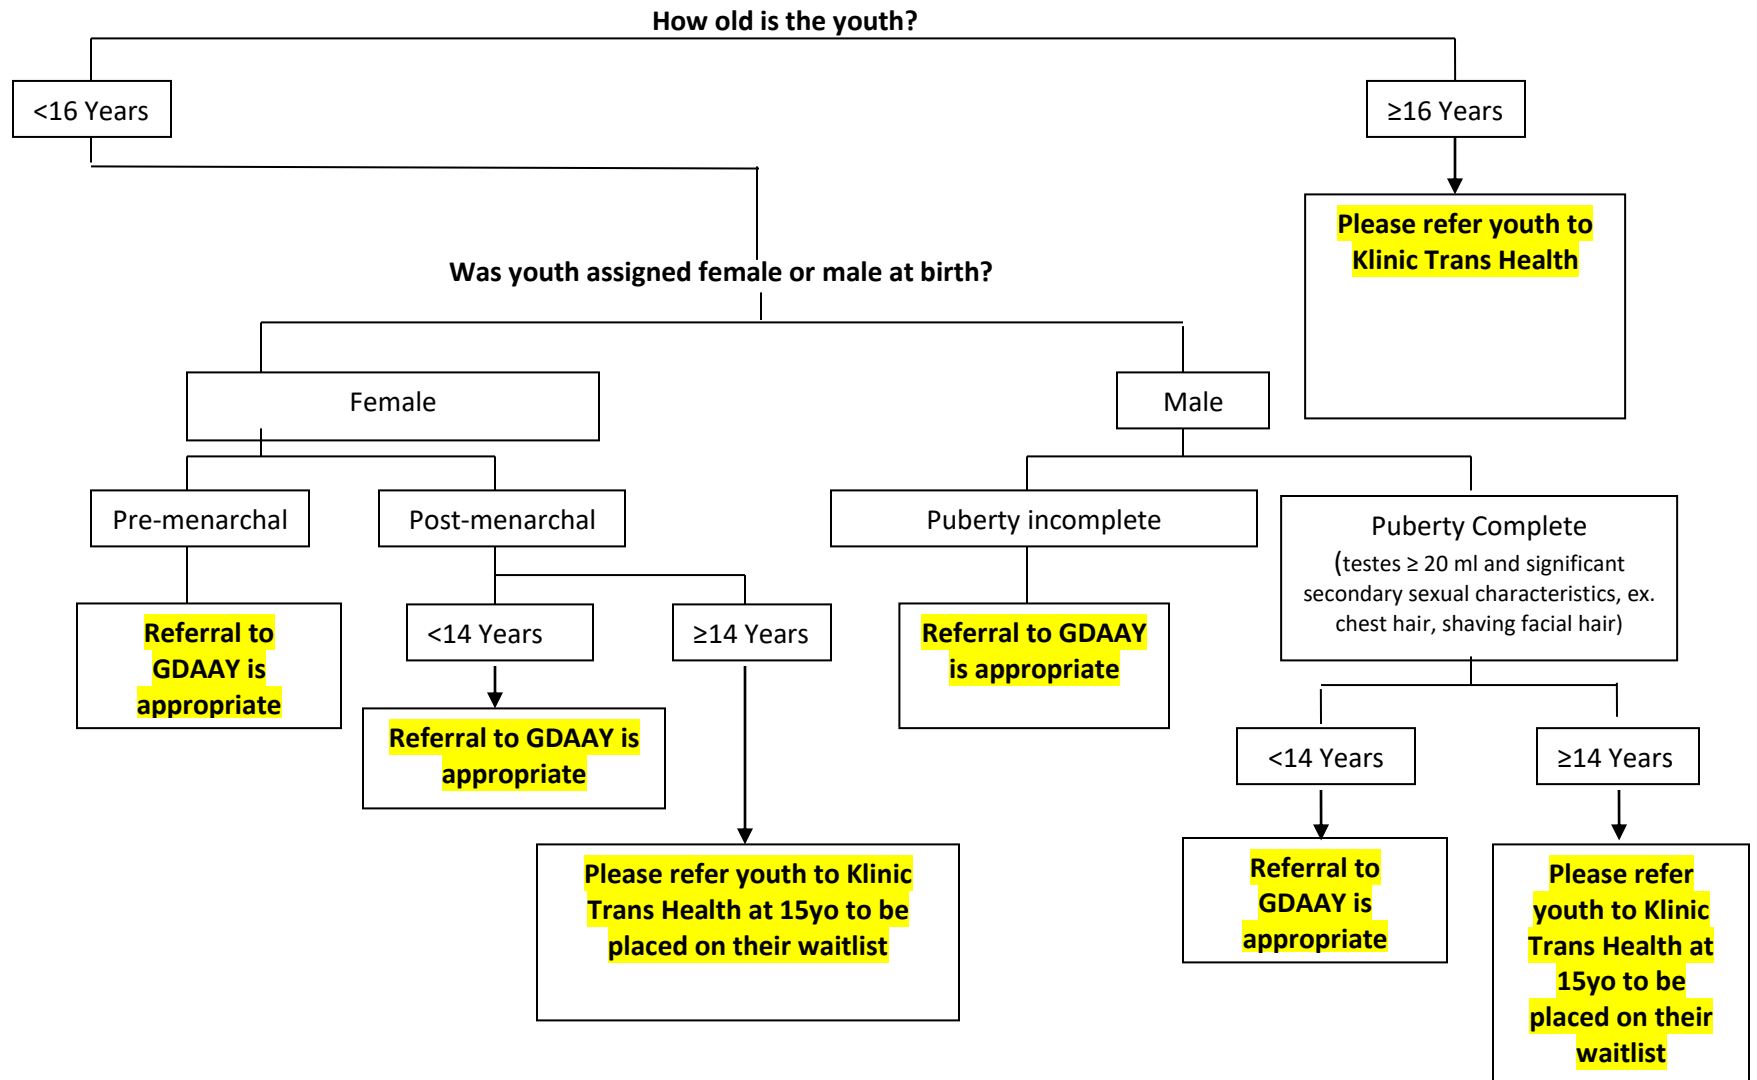 How old is the youth?
<16 Years
≥16 Years
Please refer youth to
Klinic Trans Health
Was youth assigned female or male at birth?
Female
Male
Pre-menarchal
Post-menarchal
Puberty incomplete
Puberty Complete
(testes ≥ 20 ml and significant
secondary sexual characteristics, ex.
chest hair, shaving facial hair)
Referral to
GDAAY is
appropriate
<14 Years
≥14 Years
Referral to GDAAY
is appropriate
Referral to GDAAY is
appropriate
<14 Years
≥14 Years
Please refer youth to Klinic
Trans Health at 15yo to be
placed on their waitlist
Referral to
GDAAY is
appropriate
Please refer
youth to Klinic
Trans Health at
15yo to be
placed on their
waitlist